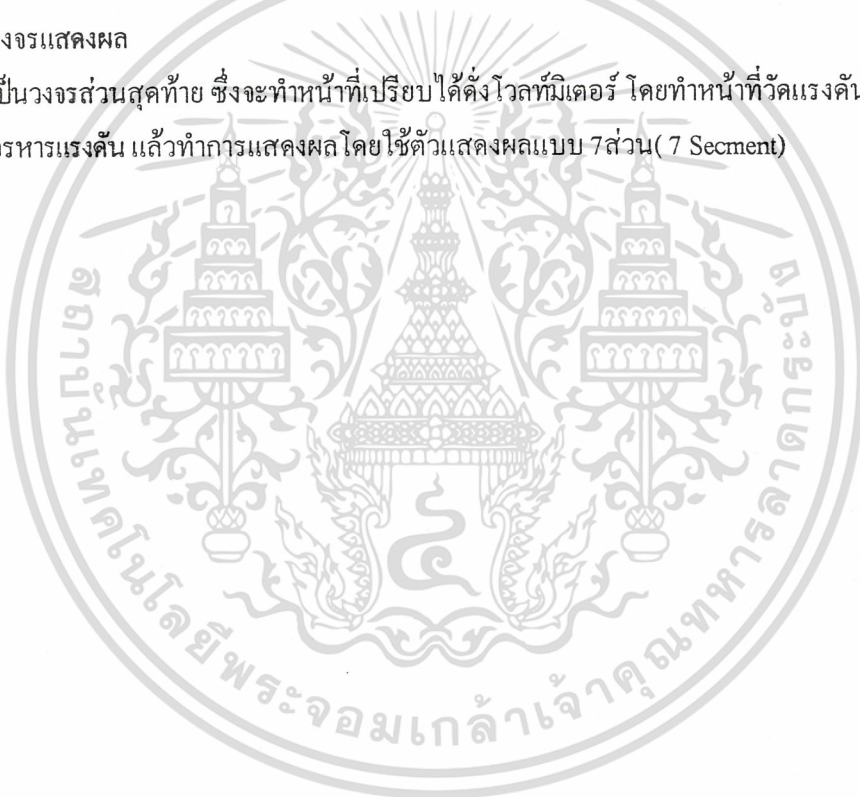 งจรแสดงผล
ป็นวงจรส่วนสุดท้าย ซึ่งจะทำหน้าที่เปรียบได้ดั่งโวลท์มิเตอร์ โดยทำหน้าที่วัดแรงดัน
รหารแรงดัน แล้วทำการแสดงผลโดยใช้ตัวแสดงผลแบบ 7ส่วน( 7 Secment)
สถาบันเทคโนโลยีพระจอมเกล้าเจ้าคุณทหารลาดกระบัง
๔